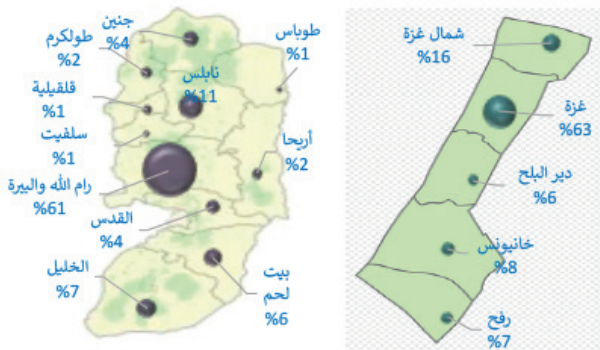 جنين
%4
طوباس
%1
طولكرم
%2
نابلس
%11
قلقيلية
%1
سلفيت
%1
أريحا
%2
رام الله والبيرة
%61
القدس
%4
الخليل
%7
بيت
لحم
%6
شمال غزة
%16
غزة
%63
دير البلح
%6
خانيونس
%8
رفح
%7